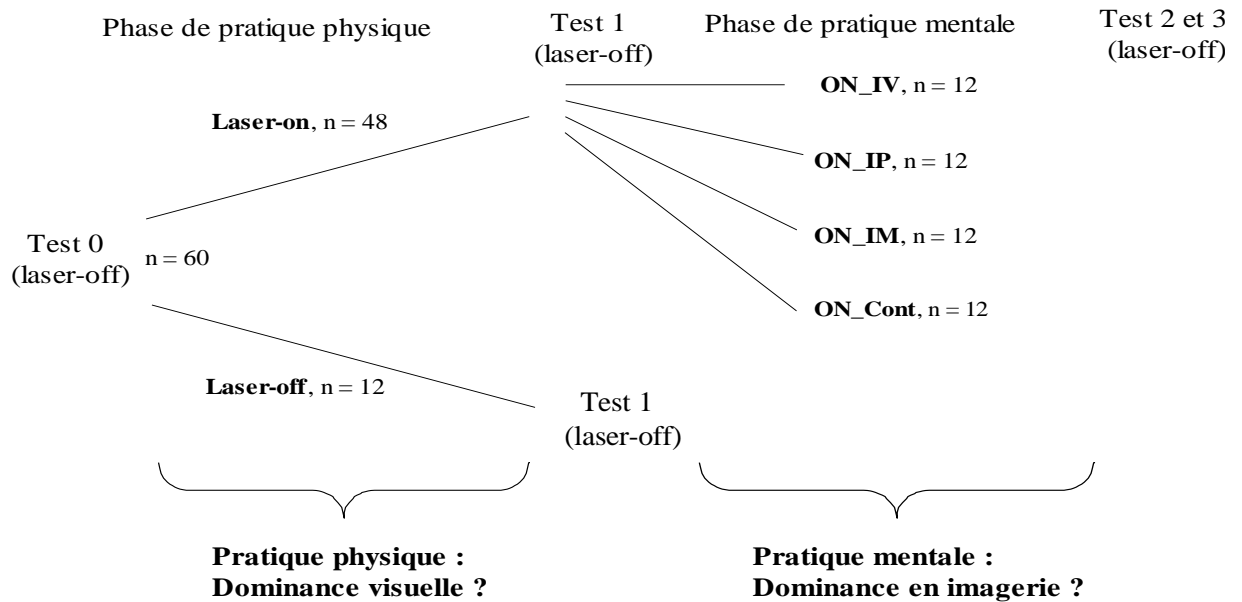 Phase de pratique physique
Test 1
(laser-off)
Phase de pratique mentale
Test 2 et 3
(laser-off)
ON_IV, n = 12
Laser-on, n = 48
ON_IP, n = 12
ON_IM, n = 12
Test 0
(laser-off)
n = 60
ON_Cont, n = 12
Laser-off, n = 12
Test 1
(laser-off)
Pratique physique :
Dominance visuelle ?
Pratique mentale :
Dominance en imagerie ?